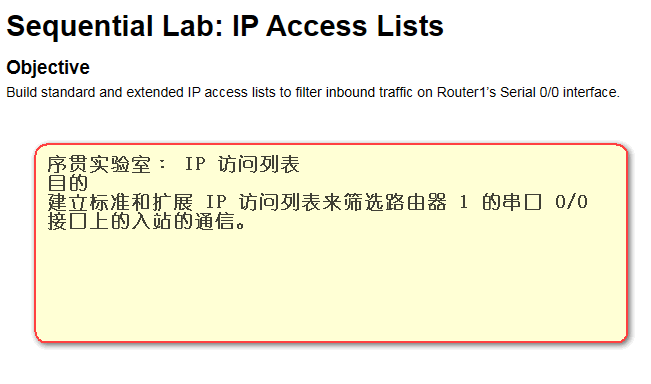 Sequential Lab: IP Access Lists
Objective
Build standard and extended IP access lists to filter inbound traffic on Router1's Serial 0/0 interface.
序贯实验室： IP 访问列表
目的
建立标准和扩展 IP 访问列表来筛选路由器 1 的串口 0/0
接口上的入站的通信。